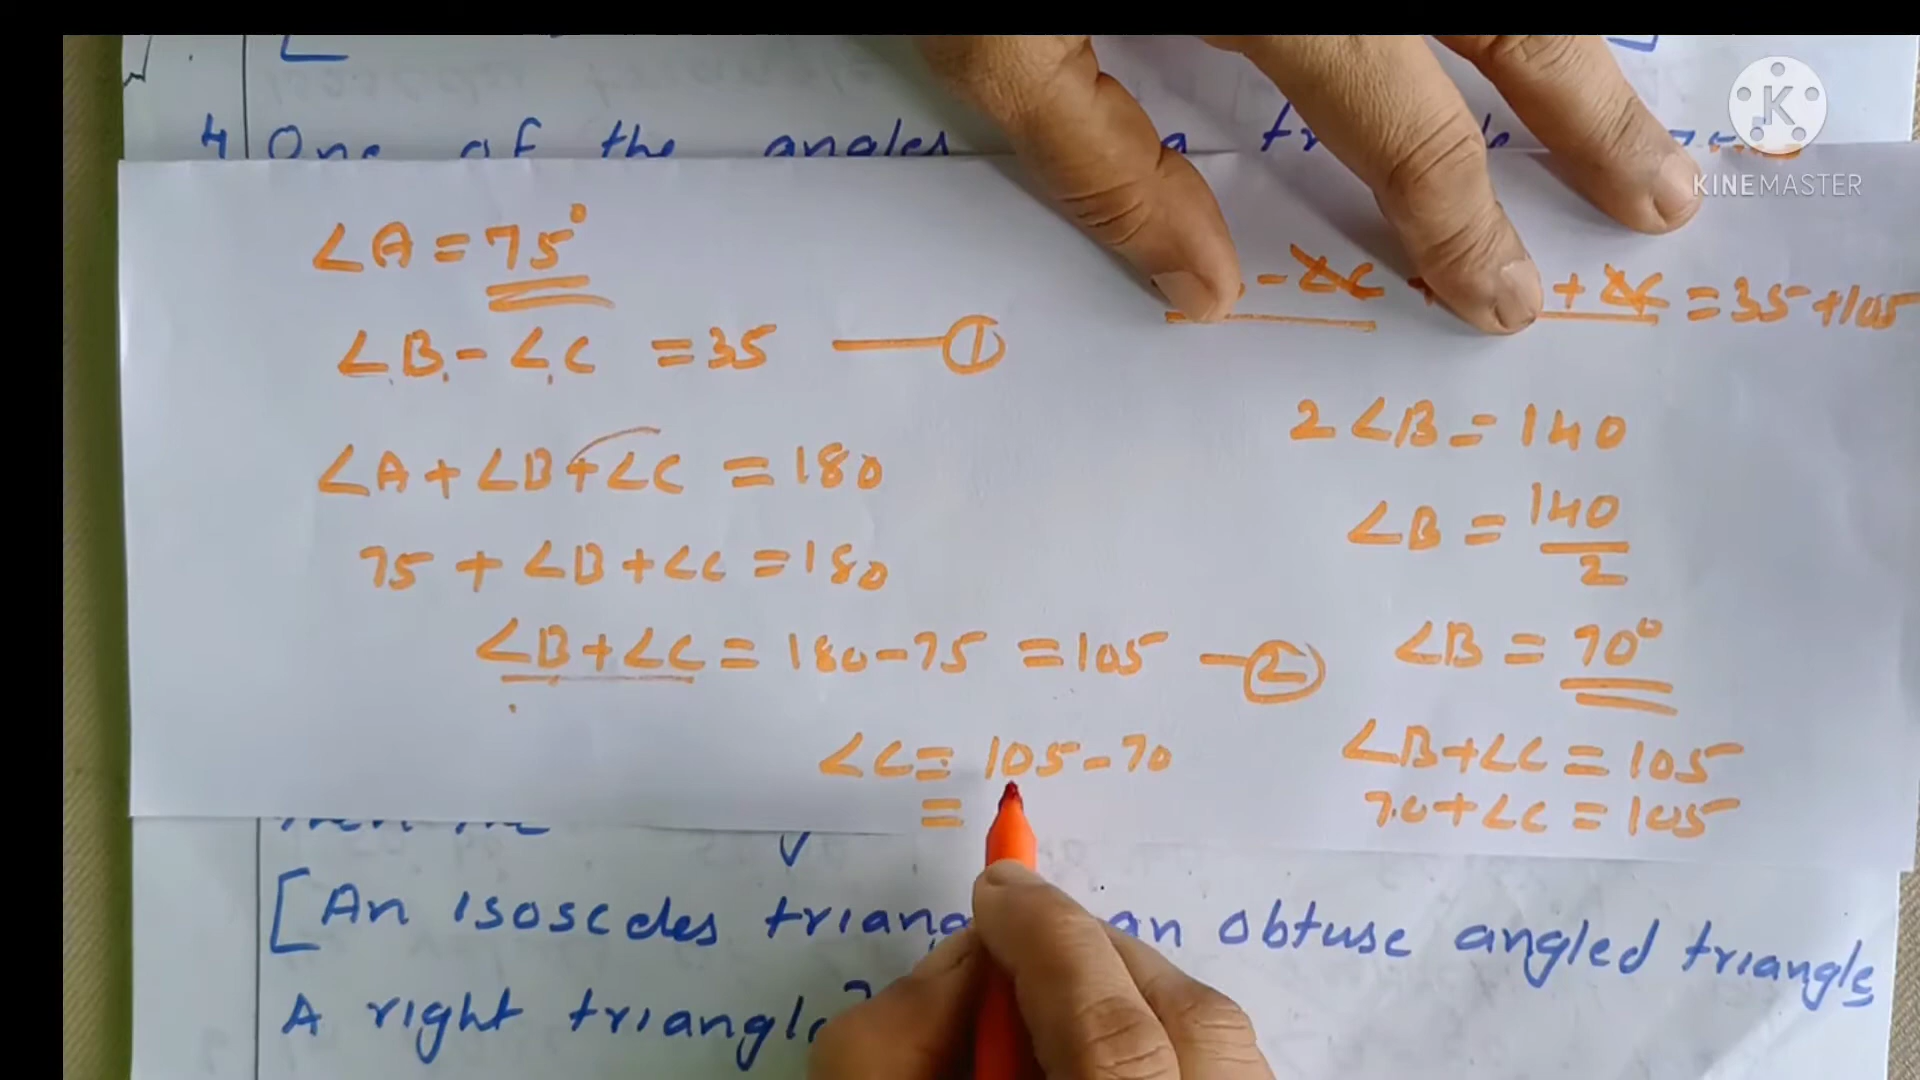 4 One of the angles
KINEMASTER
∠A = 75°
∠B - ∠C = 35 —①
∠A + ∠B + ∠C = 180
75 + ∠B + ∠C = 180
∠B + ∠C = 180 - 75 = 105 —②
∠C = 105 - 70
=
- ∠C + ∠C = 35 + 105
2 ∠B = 140
∠B = 140/2
∠B = 70°
∠B + ∠C = 105
70 + ∠C = 105
[An isosceles an obtuse angled triangle
A right triangle